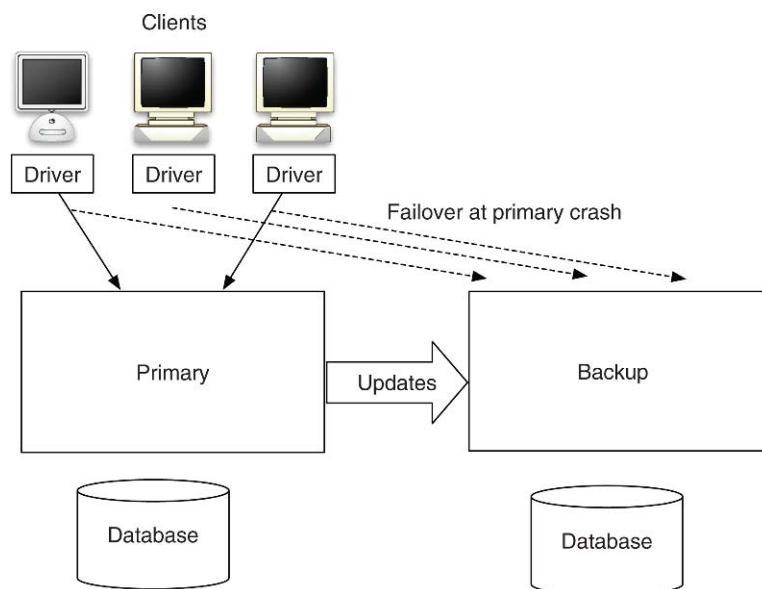 Clients
Driver
Driver
Driver
Failover at primary crash
Primary
Updates
Backup
Database
Database